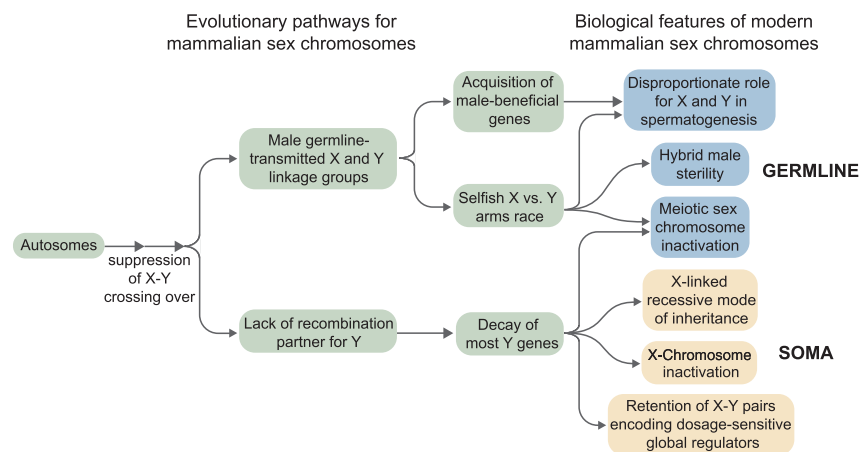 Evolutionary pathways for
mammalian sex chromosomes
Biological features of modern
mammalian sex chromosomes
Autosomes
suppression
of X-Y
crossing over
Male germline-
transmitted X and Y
linkage groups
Lack of recombination
partner for Y
Acquisition of
male-beneficial
genes
Selfish X vs. Y
arms race
Decay of
most Y genes
Disproportionate role
for X and Y in
spermatogenesis
Hybrid male
sterility
Meiotic sex
chromosome
inactivation
GERMLINE
X-linked
recessive mode
of inheritance
X-Chromosome
inactivation
Retention of X-Y pairs
encoding dosage-sensitive
global regulators
SOMA